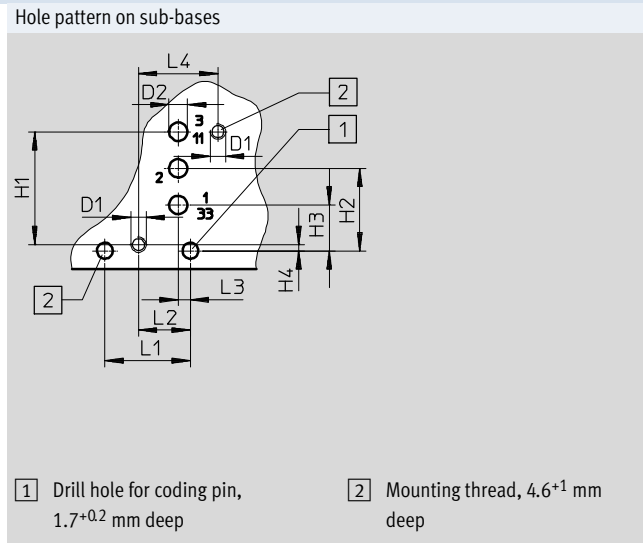 Hole pattern on sub-bases
L4
D2
2
3
11
D1
1
H1
2
1
33
D1
H3
H2
H4
2
L3
L2
L1
1 Drill hole for coding pin,
1.7+0.2 mm deep
2 Mounting thread, 4.6+1 mm
deep